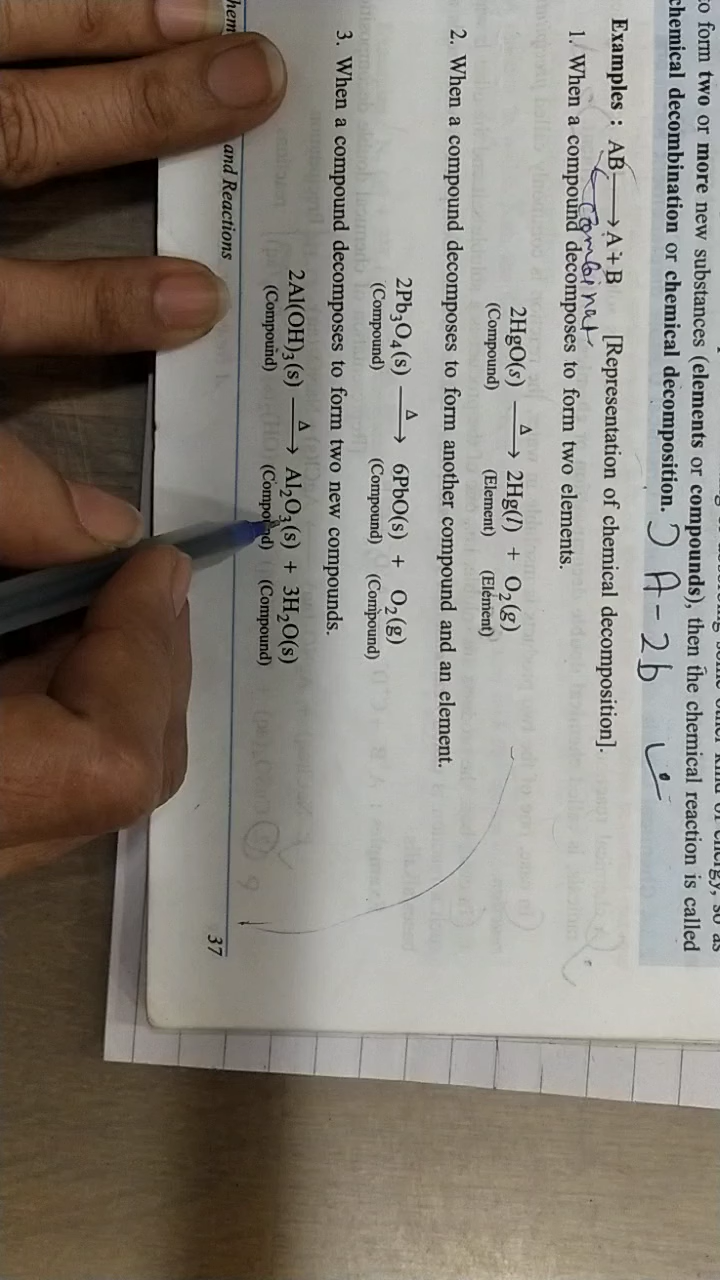 to form two or more new substances (elements or compounds), then the chemical reaction is called
chemical decombination or chemical decomposition.
A-2b
Examples : AB ⟶ A + B [Representation of chemical decomposition].
1. When a compound decomposes to form two elements.
2HgO(s) —Δ→ 2Hg(l) + O₂(g)
(Compound) (Element) (Element)
2. When a compound decomposes to form another compound and an element.
2Pb₃O₄(s) —Δ→ 6PbO(s) + O₂(g)
(Compound) (Compound) (Compound)
3. When a compound decomposes to form two new compounds.
2Al(OH)₃(s) —Δ→ Al₂O₃(s) + 3H₂O(s)
(Compound) (Compound) (Compound)
and Reactions 37